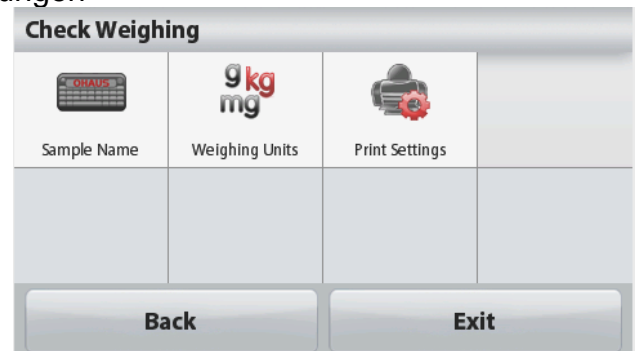 Check Weighing
OHAUS
g kg
mg
Sample Name
Weighing Units
Print Settings
Back
Exit